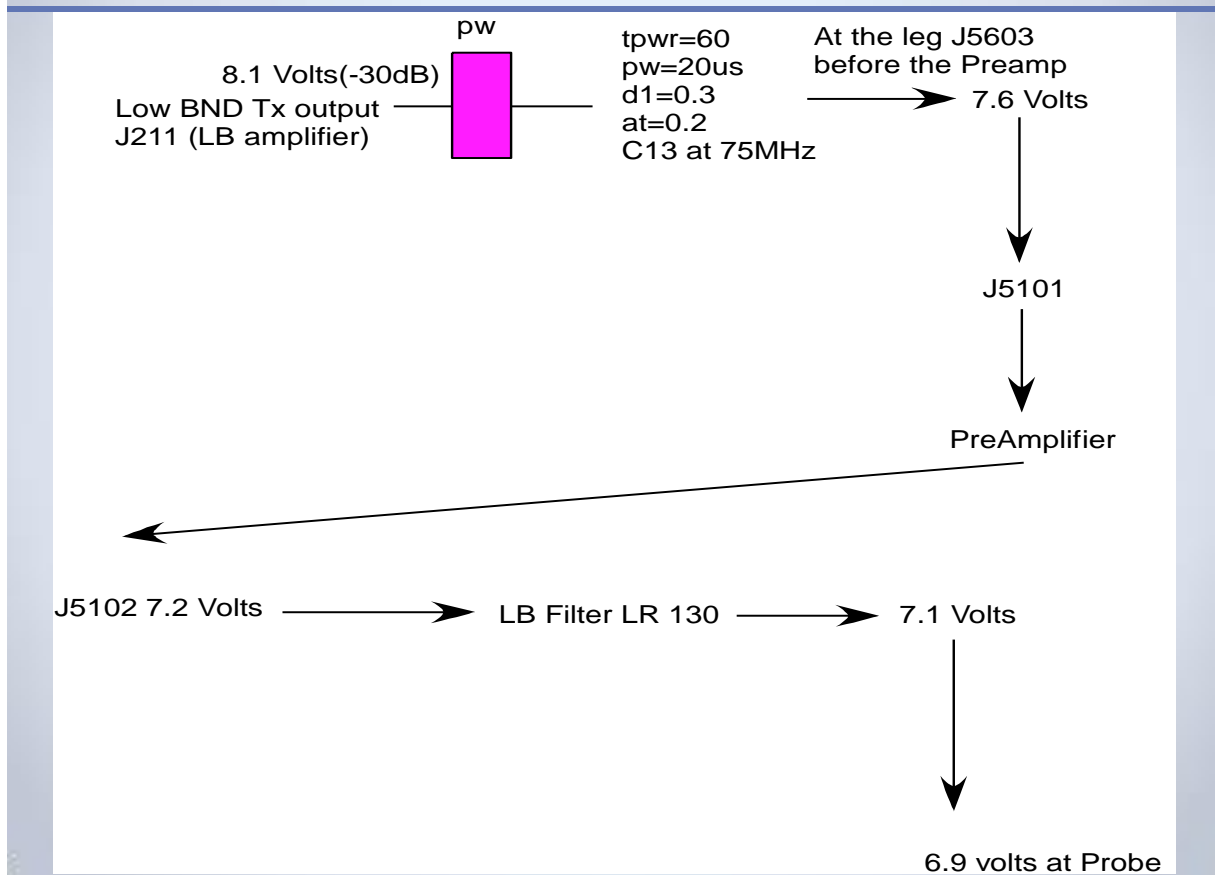 pw
8.1 Volts(-30dB)
Low BND Tx output
J211 (LB amplifier)
tpwr=60
pw=20us
d1=0.3
at=0.2
C13 at 75MHz
At the leg J5603
before the Preamp
7.6 Volts
J5101
PreAmplifier
J5102 7.2 Volts
LB Filter LR 130
7.1 Volts
6.9 volts at Probe